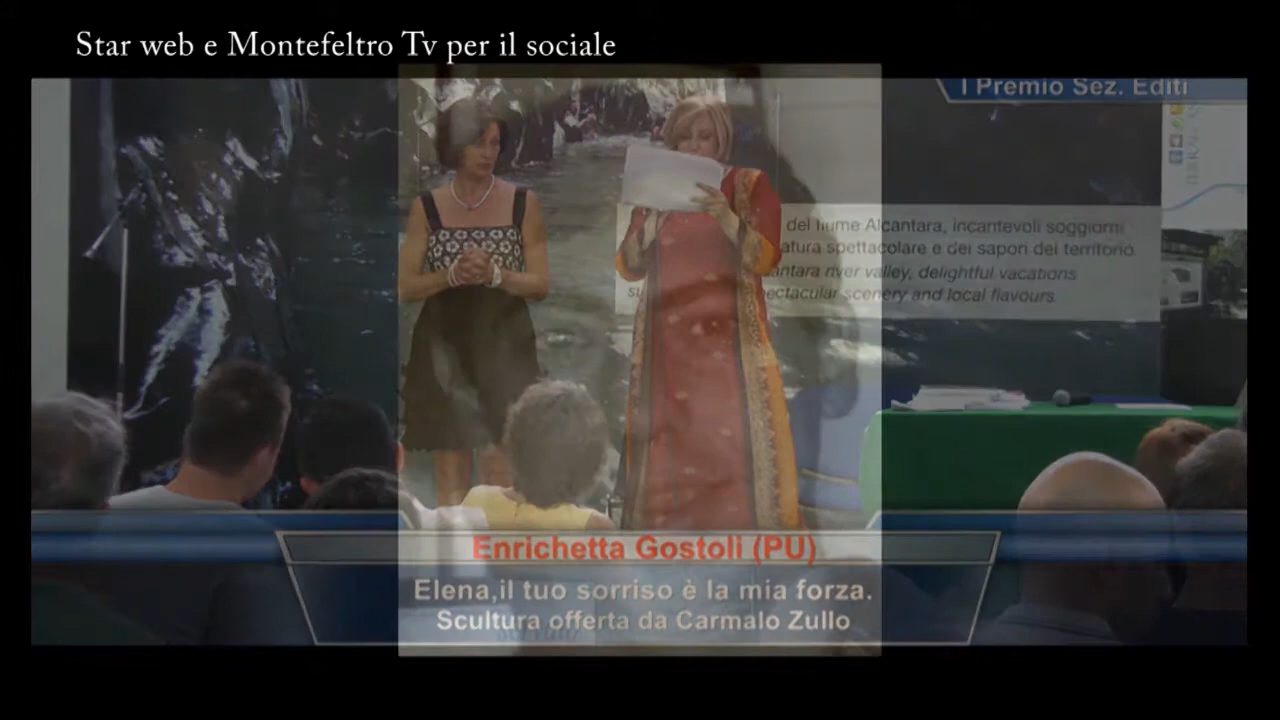 Star web e Montefeltro Tv per il sociale
I Premio Sez. Editi
del fiume Alcantara, incantevoli soggiorni
atura spettacolare e dei sapori del territorio
antara river valley, delightful vacations
su ectacular scenery and local flavours
Enrichetta Gostoli (PU)
Elena,il tuo sorriso è la mia forza.
Scultura offerta da Carmalo Zullo